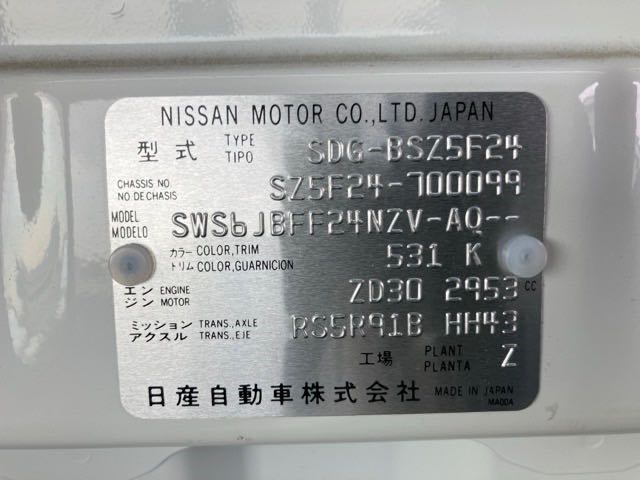 NISSAN MOTOR CO.,LTD. JAPAN
型式 TYPE TIPO SDG-BSZ5F24
CHASSIS NO. NO DE CHASIS SZ5F24-700099
MODEL MODELO SWS6JBFF24NZV-AQ--
カラー COLOR,TRIM 531 K
トリム COLOR,GUARNICION
エンジン ENGINE MOTOR ZD30 2953 CC
ミッション TRANS.,AXLE RS5R91B HH43
アクスル TRANS.,EJE
工場 PLANT PLANTA Z
日産自動車株式会社 MADE IN JAPAN
MA00A